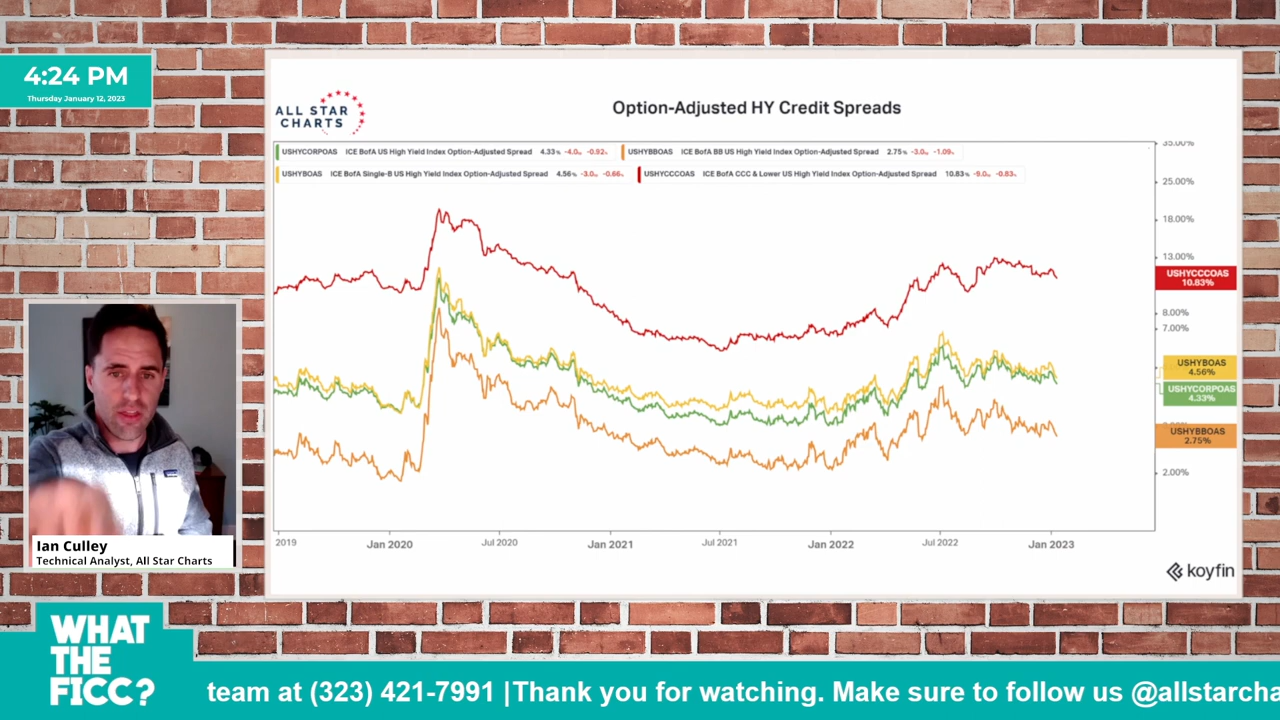 4:24 PM
Thursday January 12, 2023
ALL STAR
CHARTS
Option-Adjusted HY Credit Spreads
USHYCORPOAS ICE BofA US High Yield Index Option-Adjusted Spread 4.33% -4.0% -0.92%
USHYBBOAS ICE BofA BB US High Yield Index Option-Adjusted Spread 2.75% -3.0% -1.09%
USHYBOAS ICE BofA Single-B US High Yield Index Option-Adjusted Spread 4.56% -3.0% -0.66%
USHYCCCOAS ICE BofA CCC & Lower US High Yield Index Option-Adjusted Spread 10.83% -9.0% -0.83%
35.00%
25.00%
18.00%
13.00%
USHYCCCOAS
10.83%
8.00%
7.00%
USHYBOAS
4.56%
USHYCORPOAS
4.33%
USHYBBOAS
2.75%
2.00%
2019
Jan 2020
Jul 2020
Jan 2021
Jul 2021
Jan 2022
Jul 2022
Jan 2023
koyfin
Ian Culley
Technical Analyst, All Star Charts
WHAT
THE
FICC?
team at (323) 421-7991 |Thank you for watching. Make sure to follow us @allstarcha